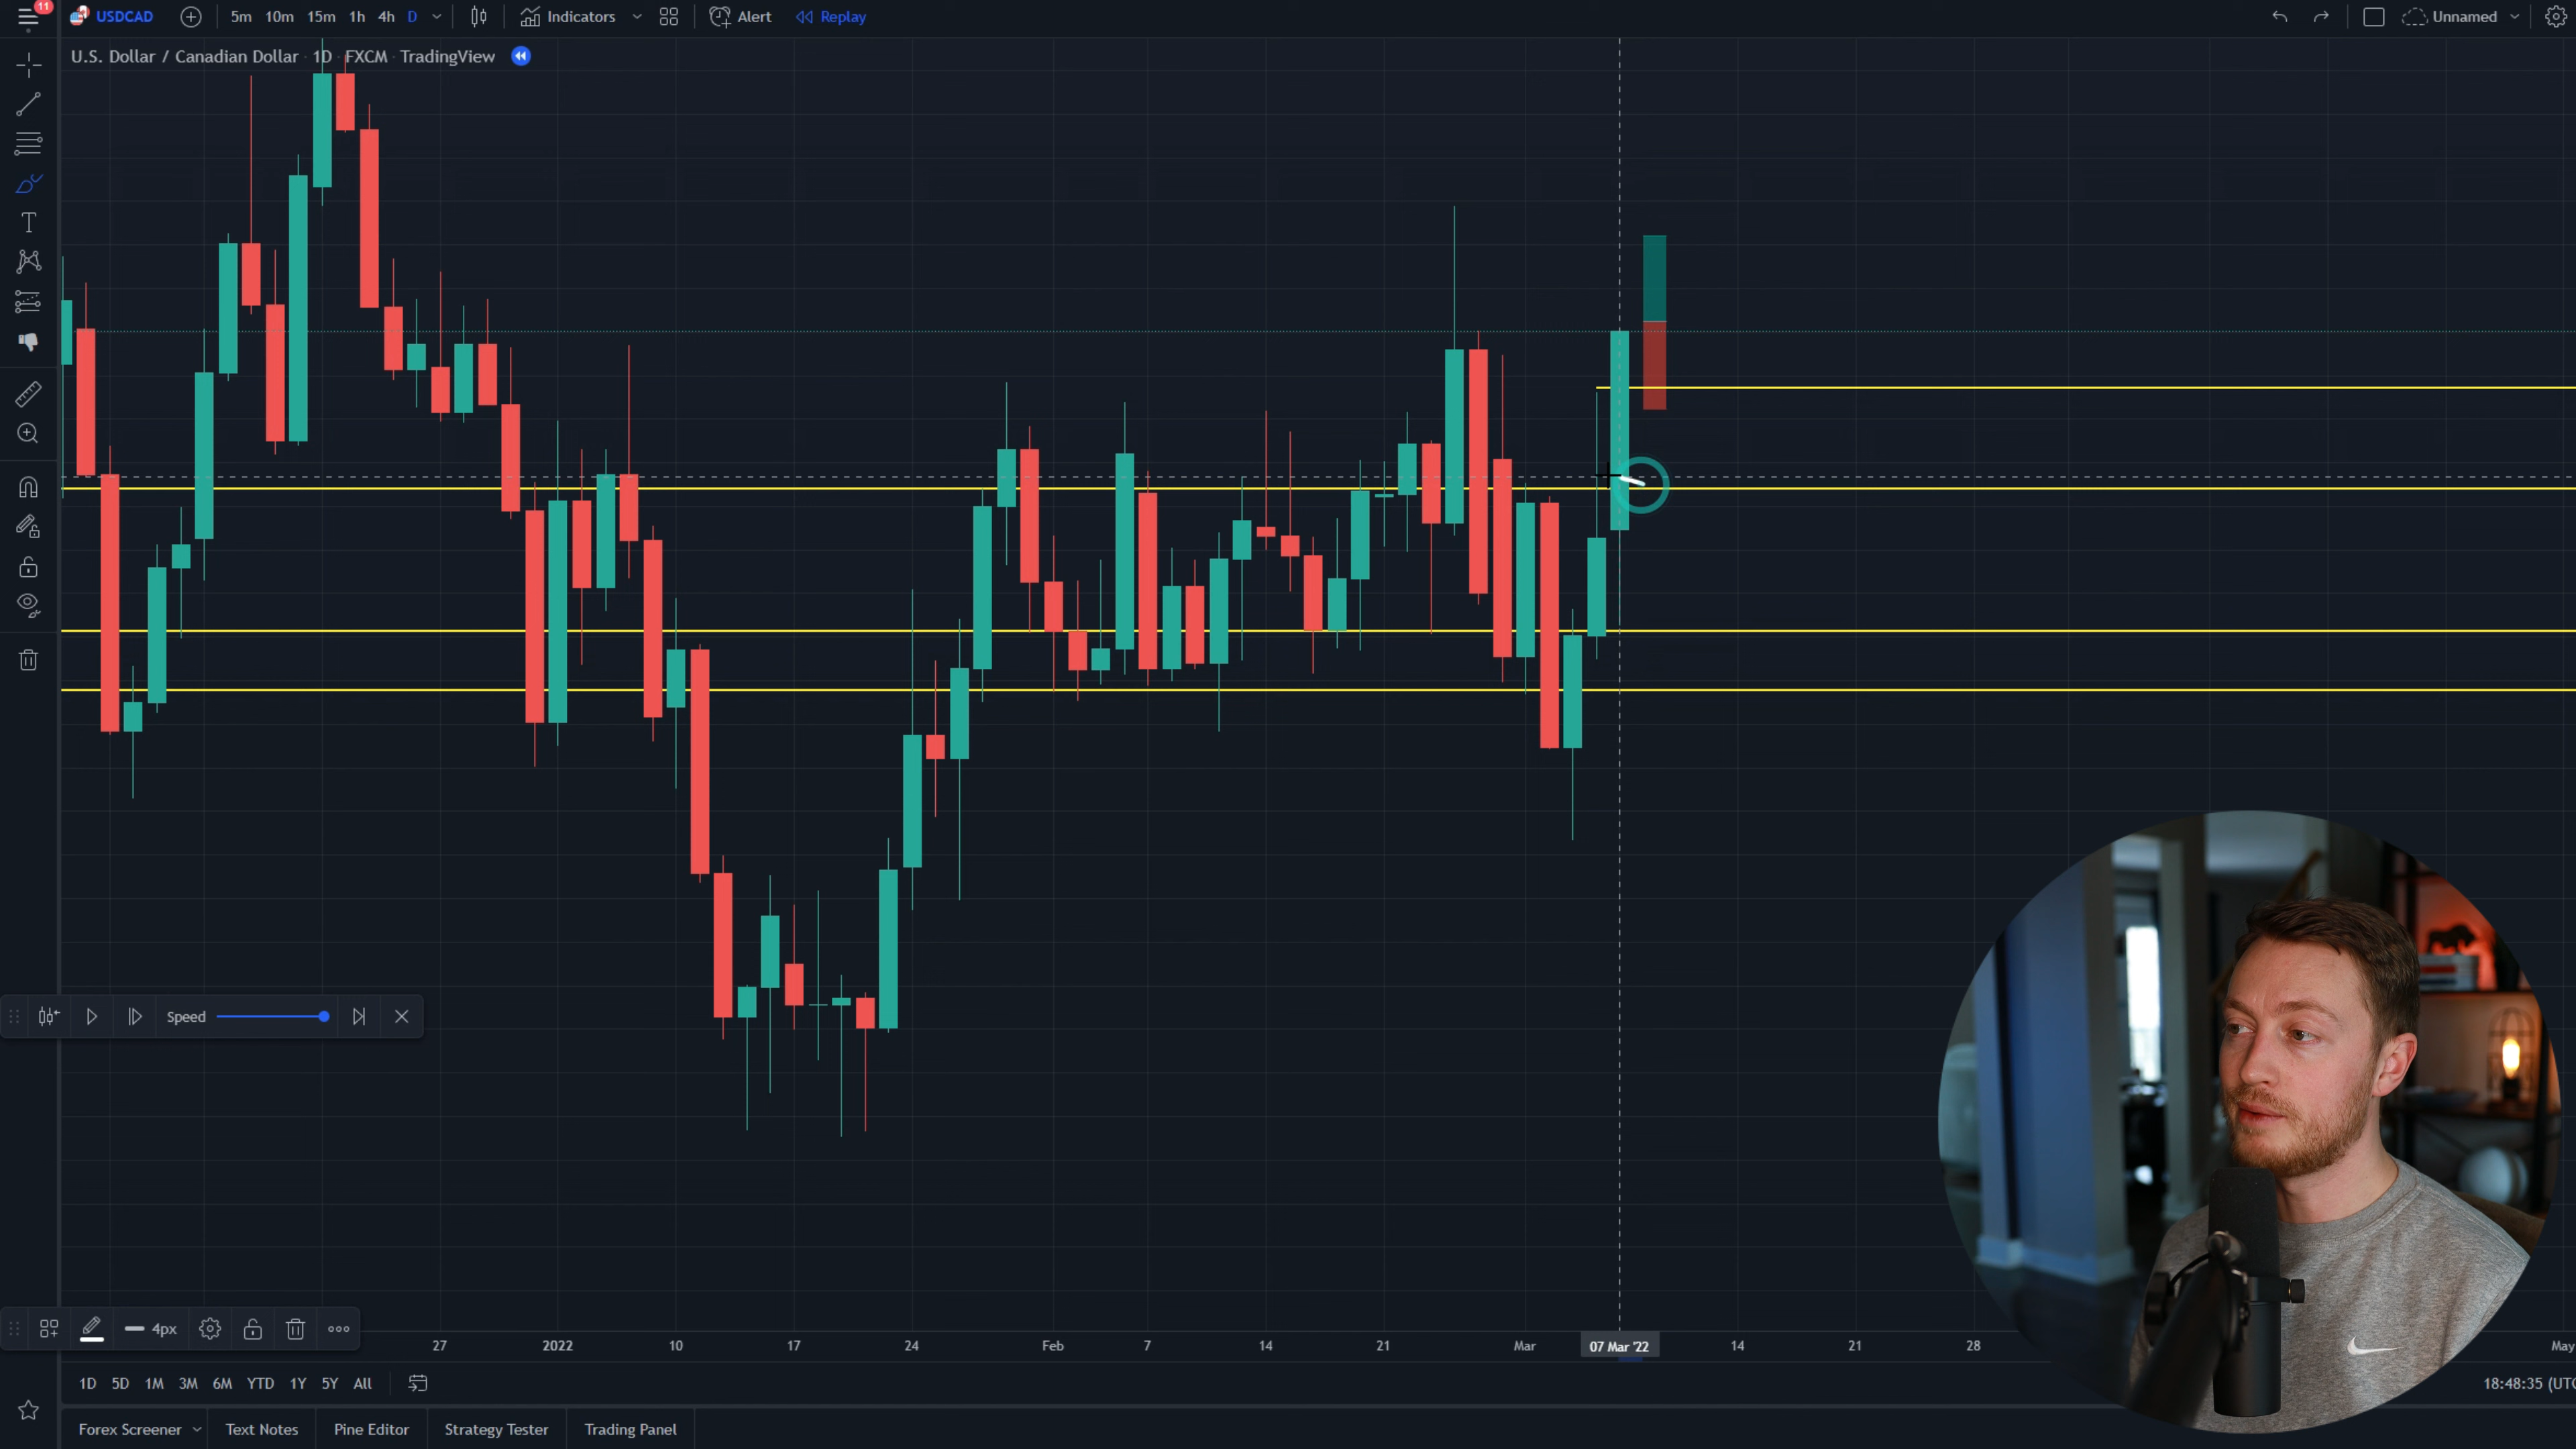 11
USDCAD 5m 10m 15m 1h 4h D Indicators Alert Replay Unnamed
U.S. Dollar / Canadian Dollar · 1D · FXCM · TradingView
Speed
4px
27 2022 10 17 24 Feb 7 14 21 Mar 07 Mar '22 14 21 28 May
1D 5D 1M 3M 6M YTD 1Y 5Y All 18:48:35 (UTC
Forex Screener Text Notes Pine Editor Strategy Tester Trading Panel